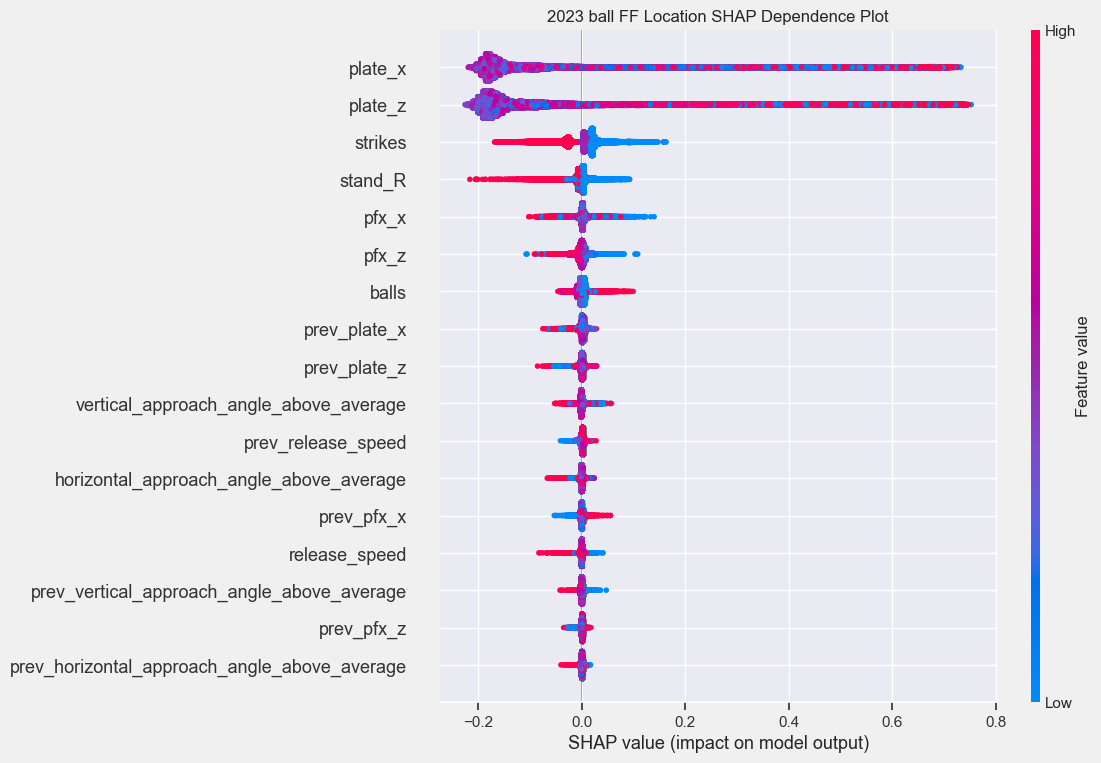 2023 ball FF Location SHAP Dependence Plot
High
plate_x
plate_z
strikes
stand_R
pfx_x
pfx_z
balls
prev_plate_x
prev_plate_z
vertical_approach_angle_above_average
prev_release_speed
horizontal_approach_angle_above_average
prev_pfx_x
release_speed
prev_vertical_approach_angle_above_average
prev_pfx_z
prev_horizontal_approach_angle_above_average
Feature value
Low
−0.2 0.0 0.2 0.4 0.6 0.8
SHAP value (impact on model output)